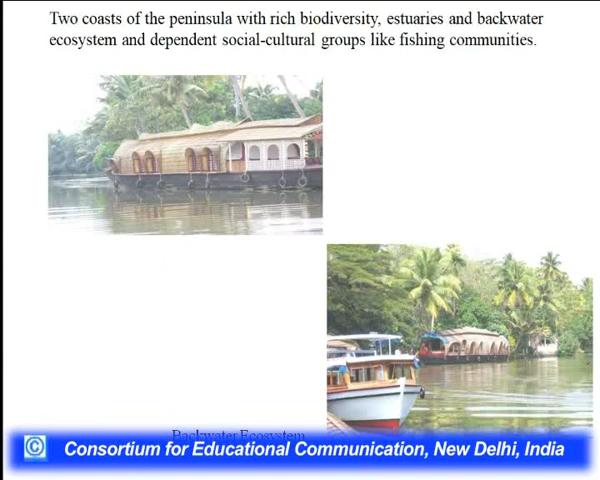 Two coasts of the peninsula with rich biodiversity, estuaries and backwater
ecosystem and dependent social-cultural groups like fishing communities.
Backwater Ecosystem
© Consortium for Educational Communication, New Delhi, India